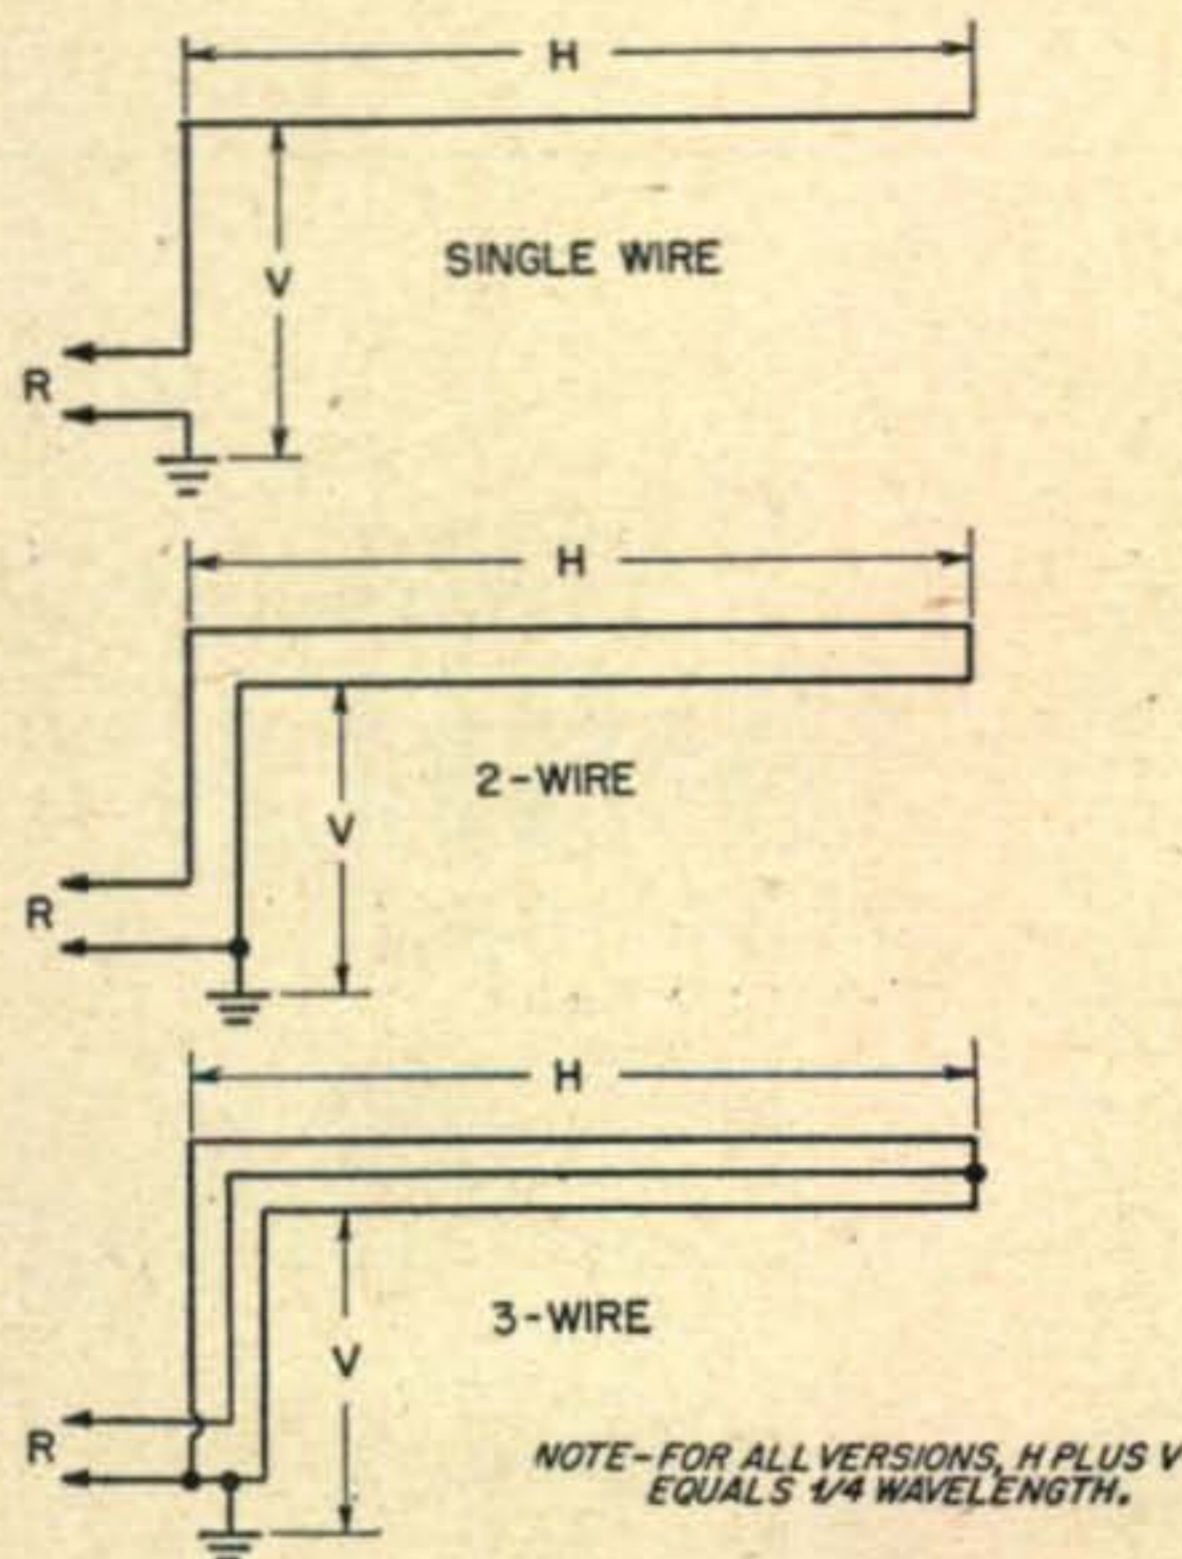 H
SINGLE WIRE
V
R
H
2-WIRE
V
R
H
3-WIRE
V
R
NOTE-FOR ALL VERSIONS, H PLUS V
EQUALS 1/4 WAVELENGTH.